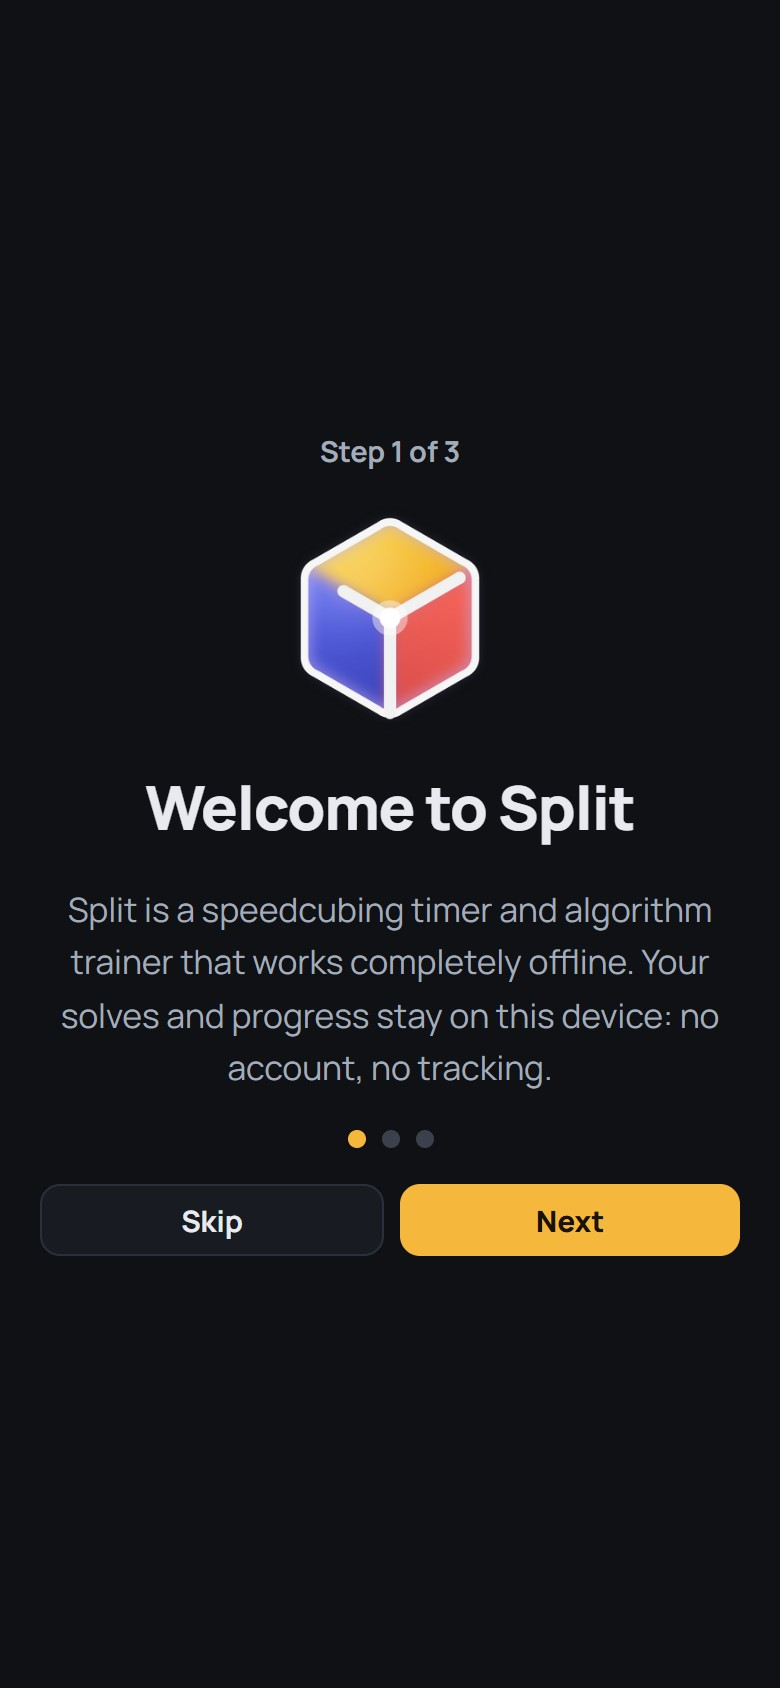 Step 1 of 3
Welcome to Split
Split is a speedcubing timer and algorithm
trainer that works completely offline. Your
solves and progress stay on this device: no
account, no tracking.
Skip
Next